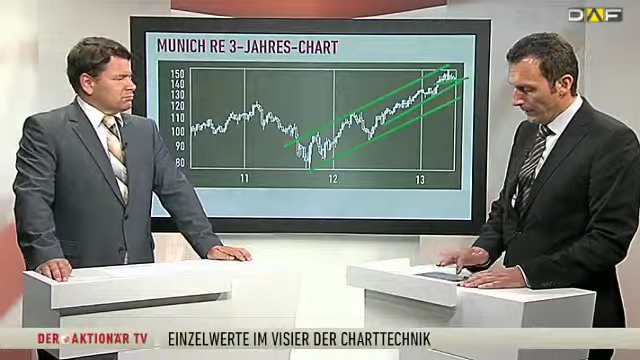 DAF
MUNICH RE 3-JAHRES-CHART
150
140
130
120
110
100
90
80
11 12 13
DER AKTIONÄR TV EINZELWERTE IM VISIER DER CHARTTECHNIK